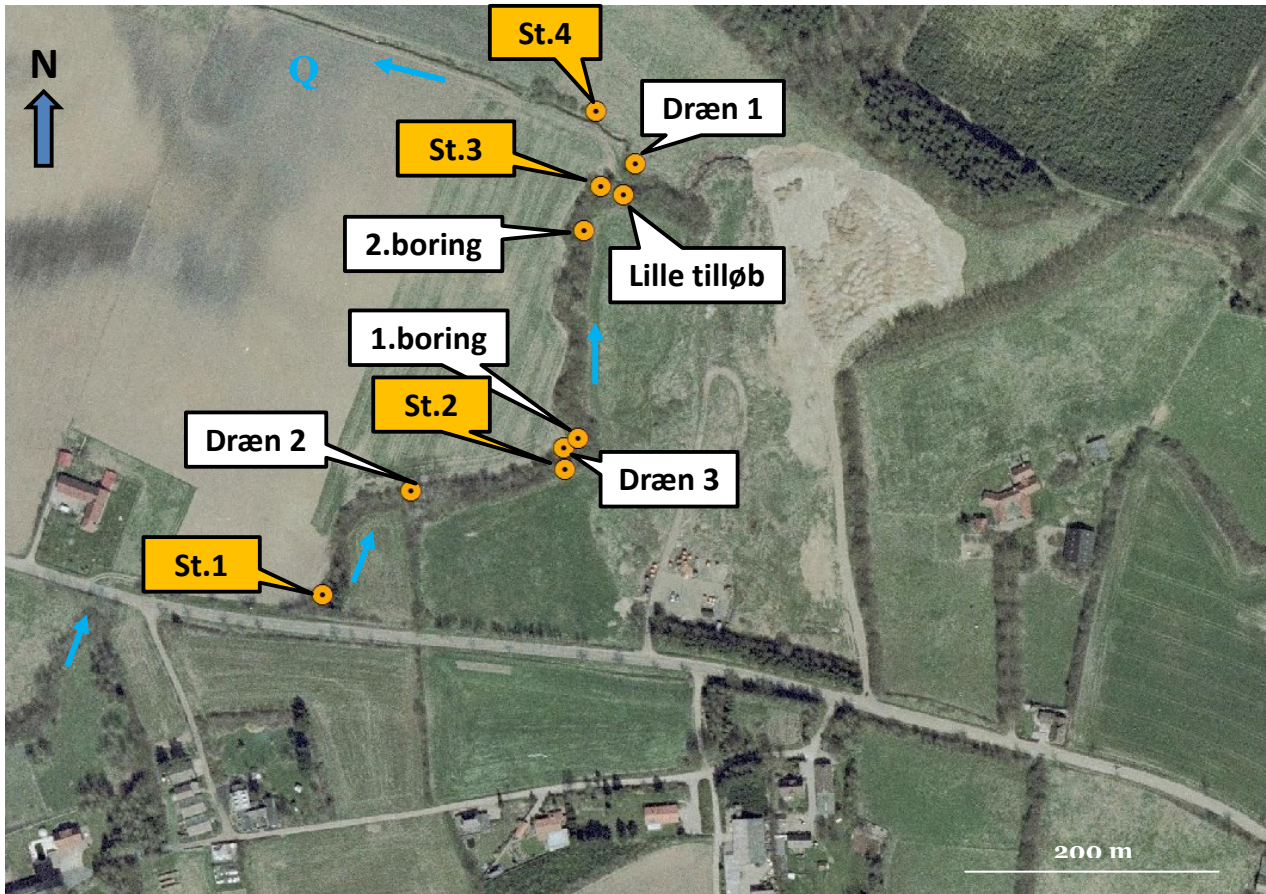 St.4
N
Q
Dræn 1
St.3
2.boring
Lille tilløb
1.boring
St.2
Dræn 2
Dræn 3
St.1
200 m